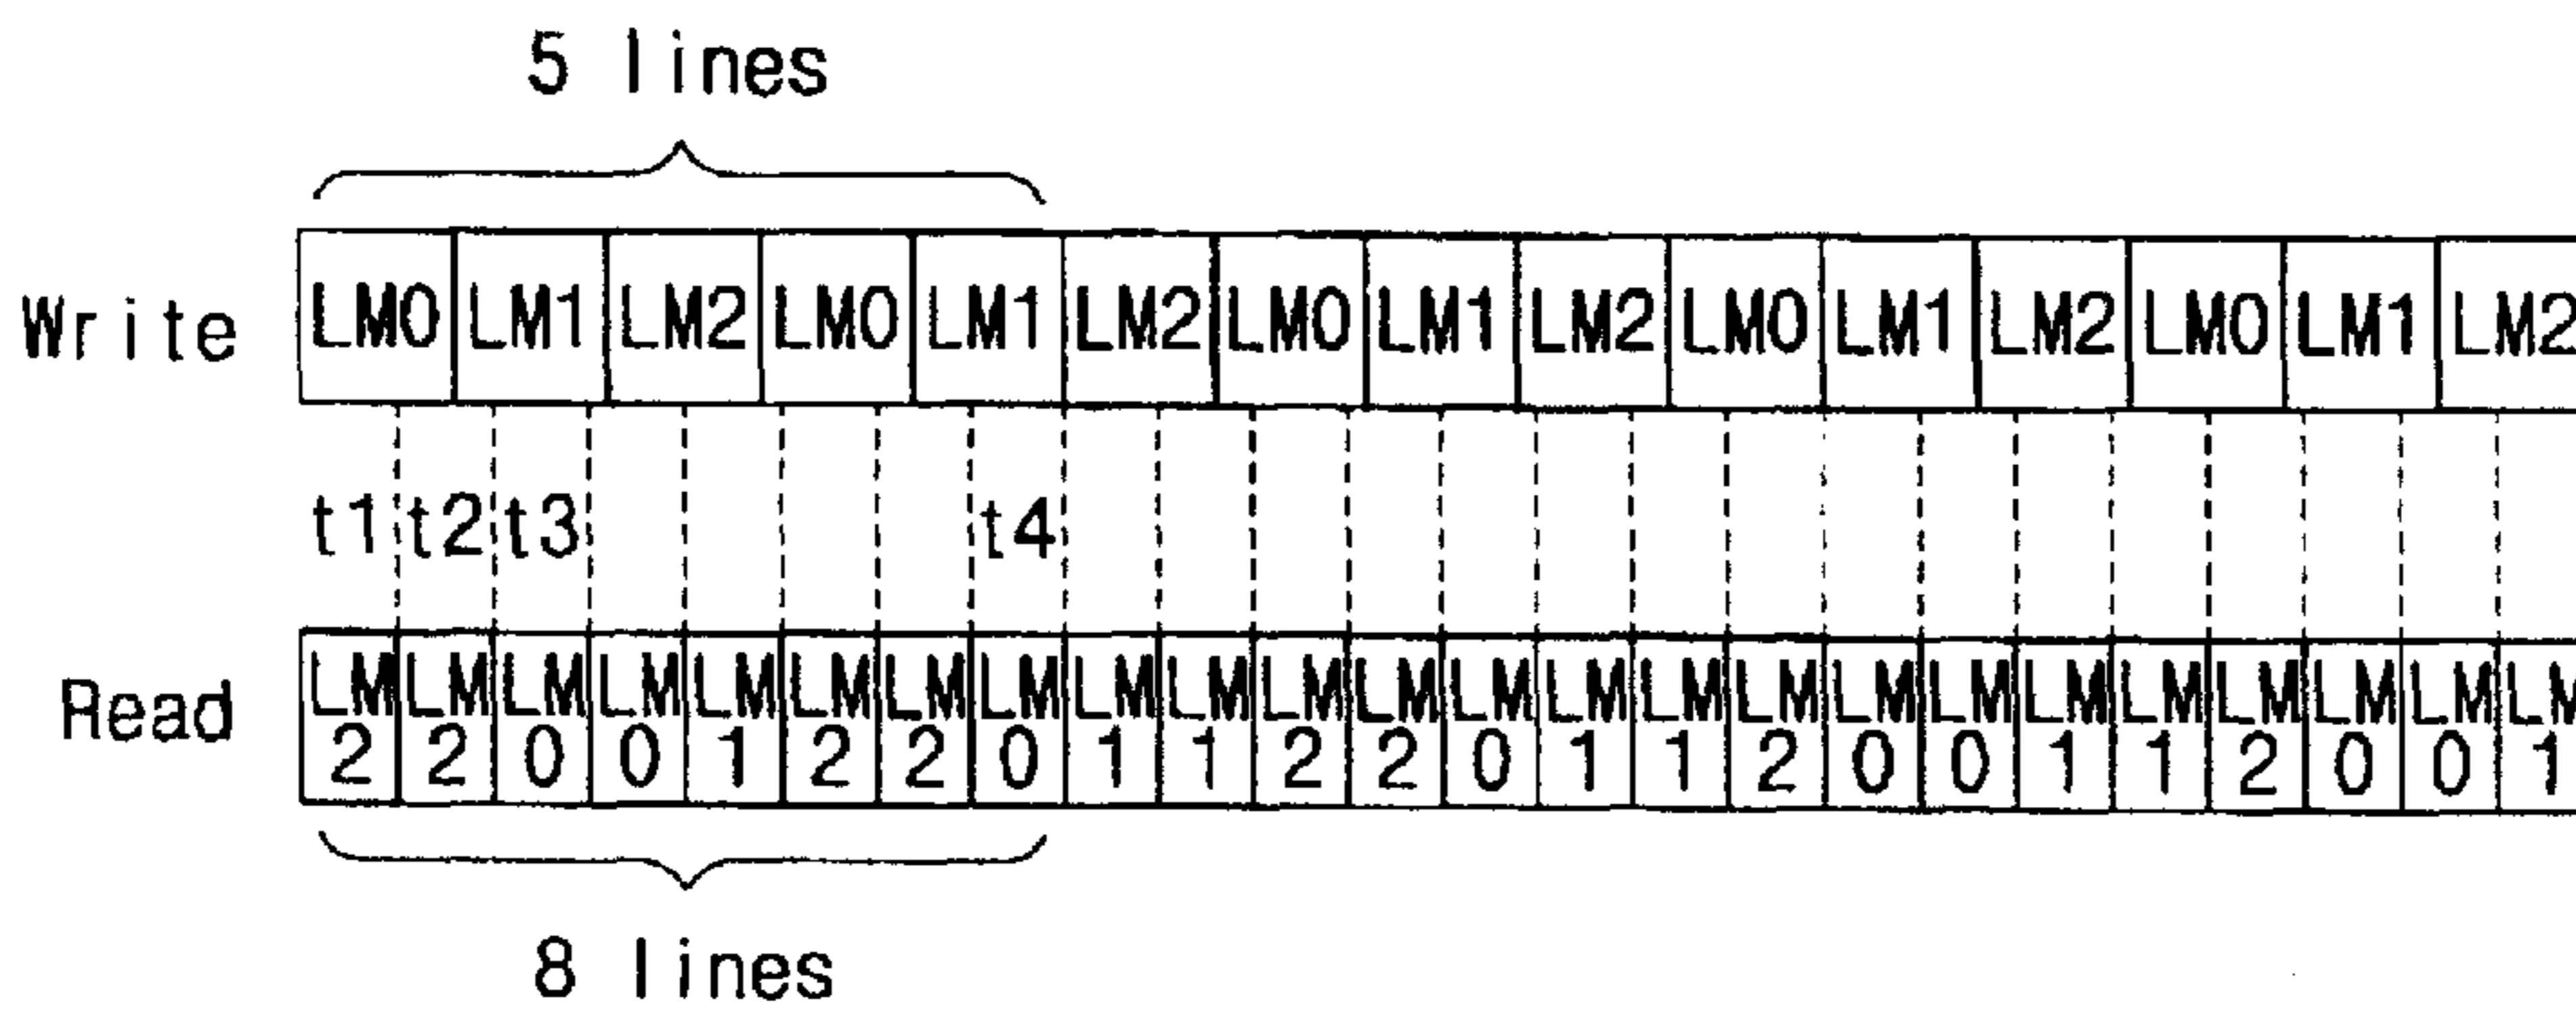 5 lines
Write LM0 LM1 LM2 LM0 LM1 LM2 LM0 LM1 LM2 LM0 LM1 LM2 LM0 LM1 LM2
t1 t2 t3 t4
Read LM LM LM LM LM LM LM LM LM LM LM LM LM LM LM LM LM LM LM LM LM LM LM LM
2 2 0 0 1 2 2 0 1 1 2 2 0 1 1 2 0 0 1 1 2 0 0 1
8 lines